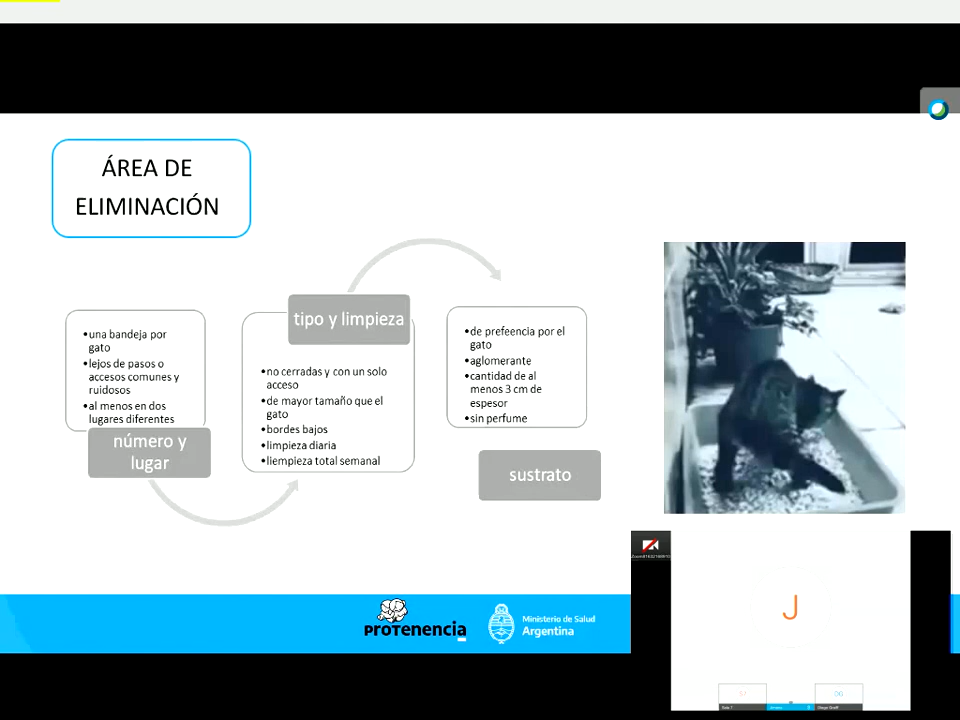 ÁREA DE
ELIMINACIÓN
•una bandeja por
gato
•lejos de pasos o
accesos comunes y
ruidosos
•al menos en dos
lugares diferentes
número y
lugar
tipo y limpieza
•no cerradas y con un solo
acceso
•de mayor tamaño que el
gato
•bordes bajos
•limpieza diaria
•liempieza total semanal
•de prefeencia por el
gato
•aglomerante
•cantidad de al
menos 3 cm de
espesor
•sin perfume
sustrato
PROTENENCIA
Ministerio de Salud
Argentina
J